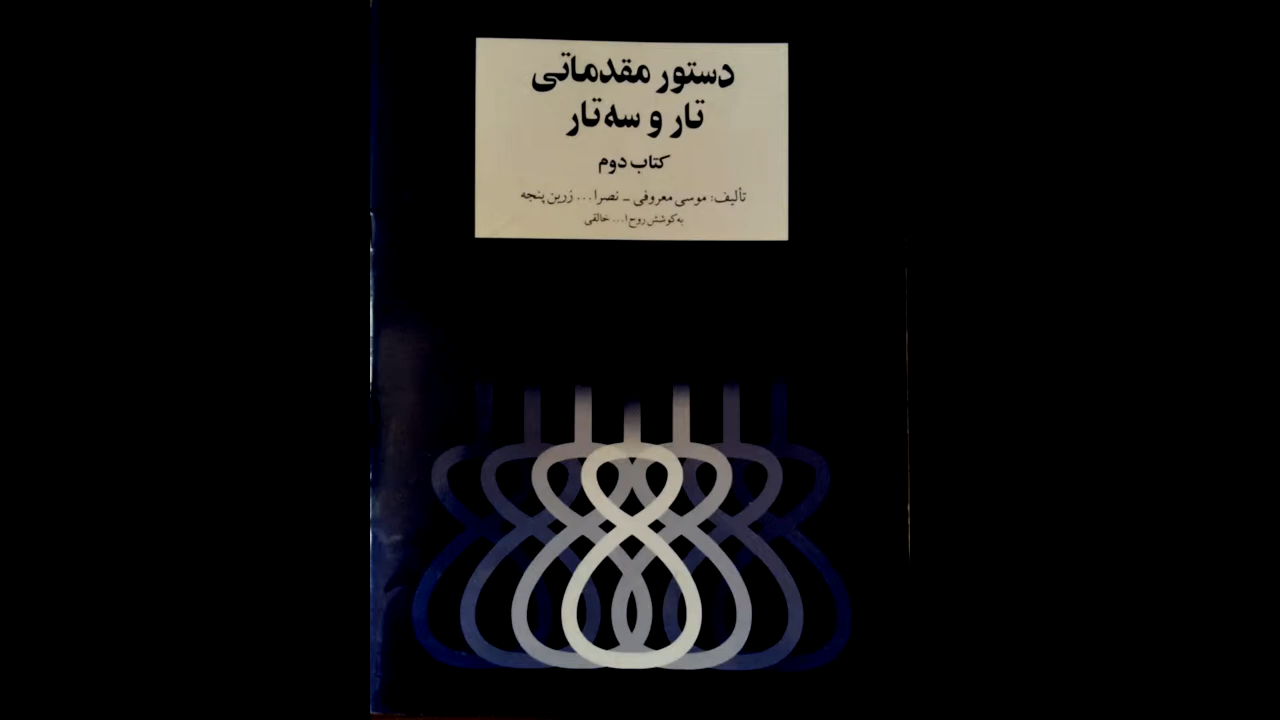 دستور مقدماتی
تار و سه‌تار
کتاب دوم
تألیف: موسی معروفی ـ نصرا... زرین پنجه
به‌کوشش روح ا... خالقی